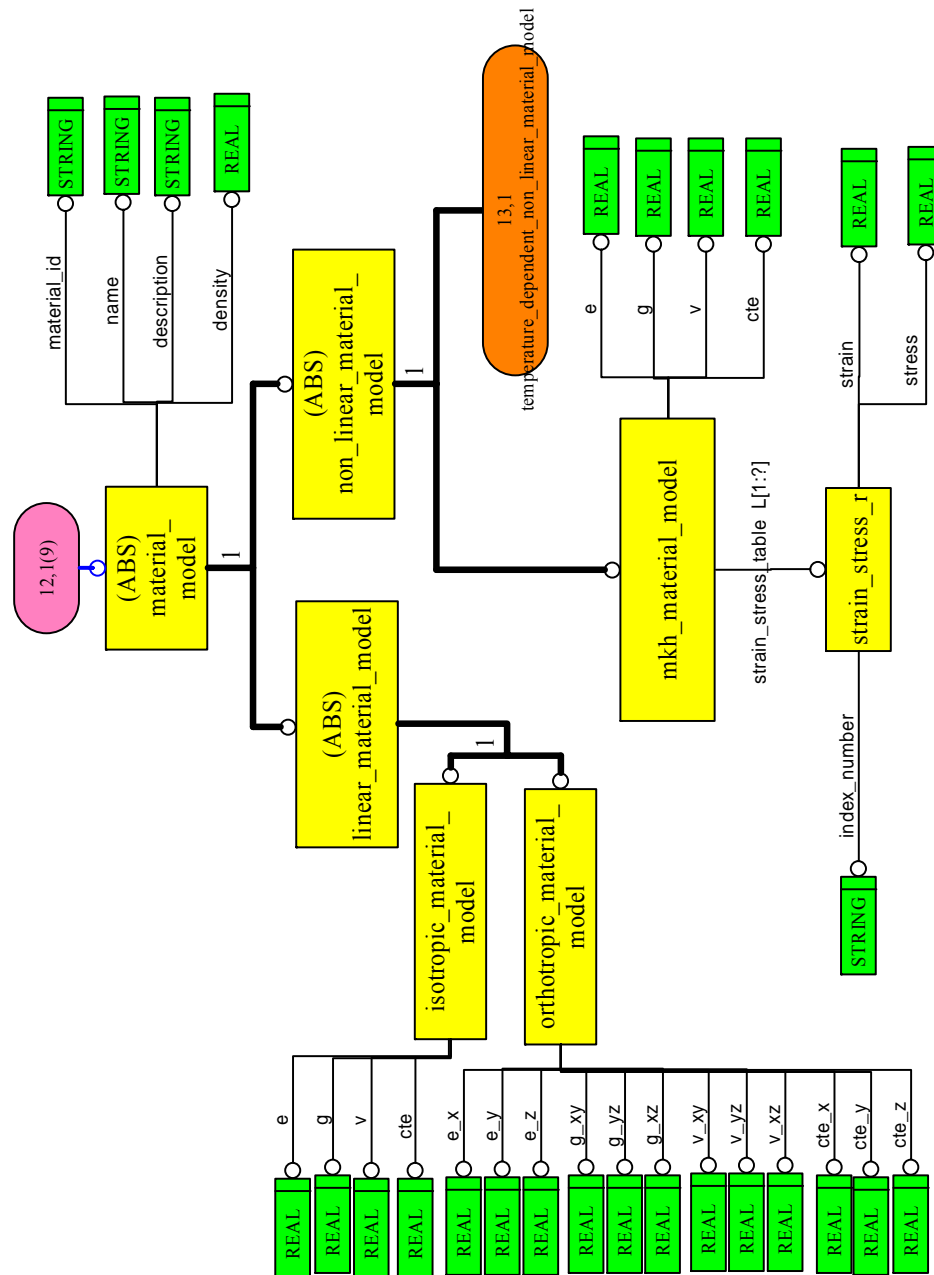 12,1(9)
(ABS)
material_
model
material_id
STRING
name
STRING
description
STRING
density
REAL
1
(ABS)
linear_material_model
(ABS)
non_linear_material_
model
1
13,1
temperature_dependent_non_linear_material_model
1
isotropic_material_
model
orthotropic_material_
model
e
REAL
g
REAL
v
REAL
cte
REAL
e_x
REAL
e_y
REAL
e_z
REAL
g_xy
REAL
g_yz
REAL
g_xz
REAL
v_xy
REAL
v_yz
REAL
v_xz
REAL
cte_x
REAL
cte_y
REAL
cte_z
REAL
mkh_material_model
e
REAL
g
REAL
v
REAL
cte
REAL
strain_stress_table L[1:?]
strain_stress_r
index_number
STRING
strain
REAL
stress
REAL